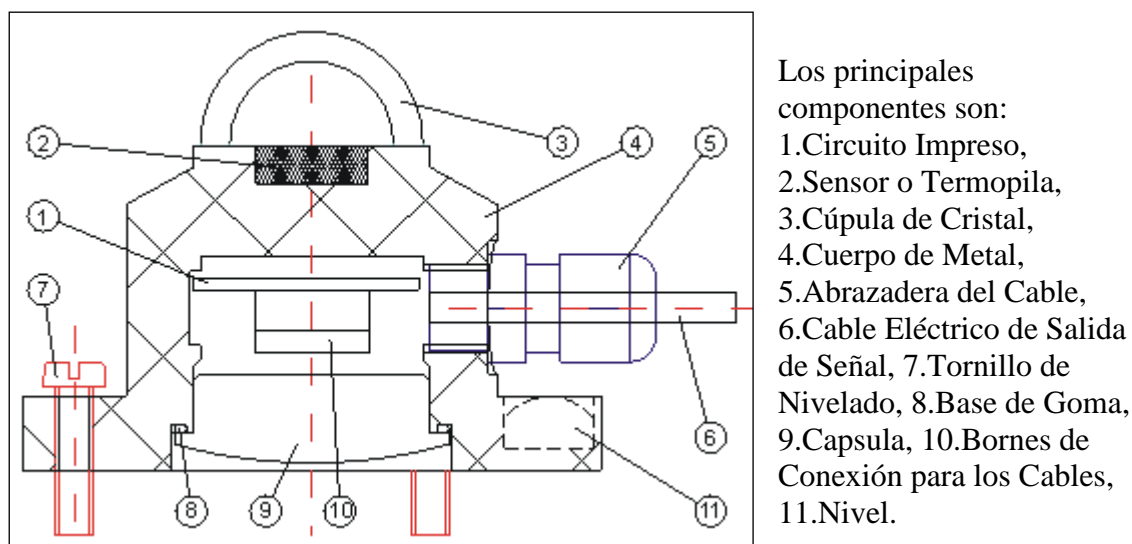 3
2
4
5
1
7
6
8
9
10
11
Los principales
componentes son:
1.Circuito Impreso,
2.Sensor o Termopila,
3.Cúpula de Cristal,
4.Cuerpo de Metal,
5.Abrazadera del Cable,
6.Cable Eléctrico de Salida
de Señal, 7.Tornillo de
Nivelado, 8.Base de Goma,
9.Capsula, 10.Bornes de
Conexión para los Cables,
11.Nivel.